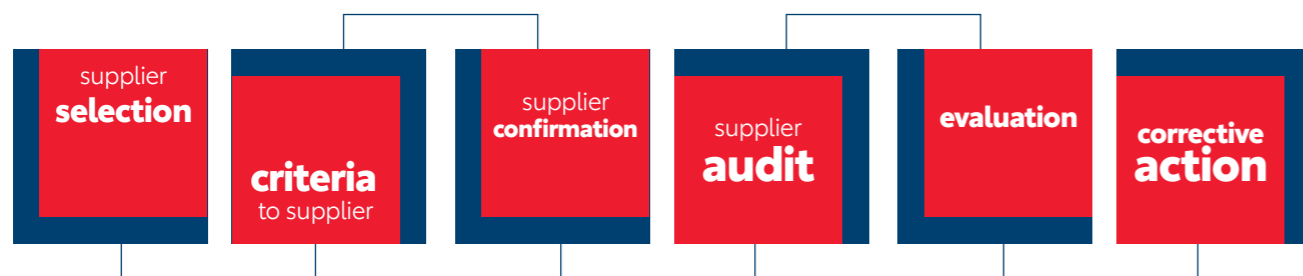 supplier
selection
criteria
to supplier
supplier
confirmation
supplier
audit
evaluation
corrective
action